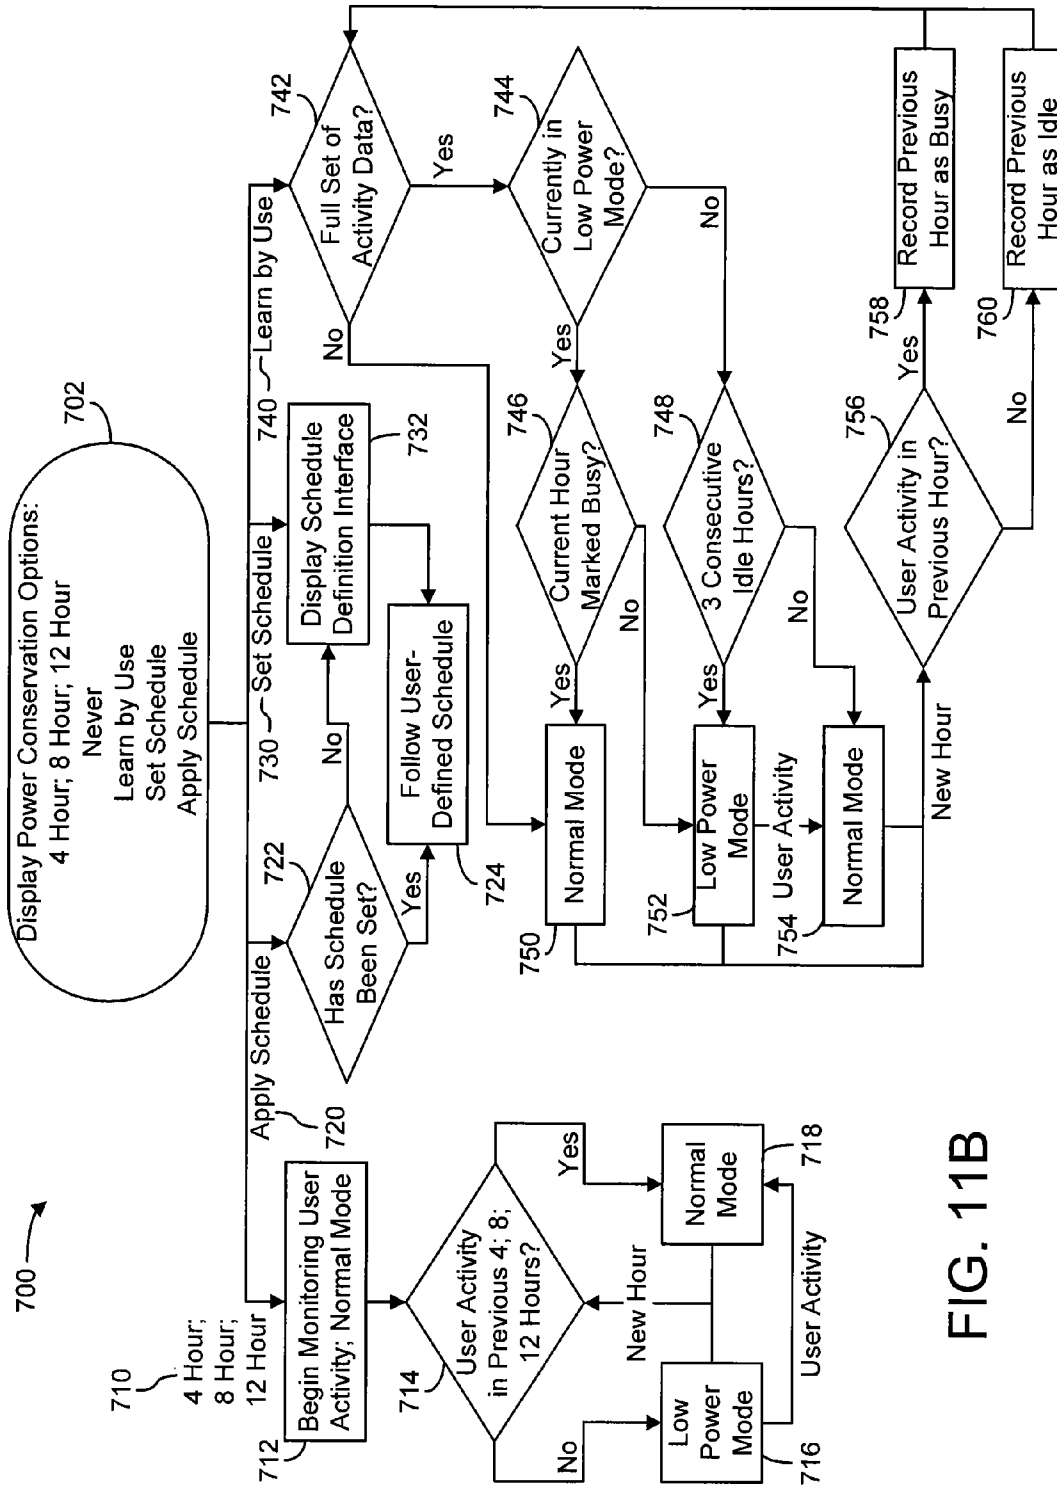 700
702
Display Power Conservation Options:
4 Hour; 8 Hour; 12 Hour
Never
Learn by Use
Set Schedule
Apply Schedule
710
4 Hour;
8 Hour;
12 Hour
720
Apply Schedule
730
Set Schedule
740
Learn by Use
712
Begin Monitoring User
Activity; Normal Mode
714
User Activity
in Previous 4; 8;
12 Hours?
No
Yes
New Hour
716
Low
Power
Mode
718
Normal
Mode
User Activity
722
Has Schedule
Been Set?
No
Yes
724
Follow User-
Defined Schedule
732
Display Schedule
Definition Interface
742
Full Set of
Activity Data?
No
Yes
744
Currently in
Low Power
Mode?
Yes
No
746
Current Hour
Marked Busy?
Yes
No
748
3 Consecutive
Idle Hours?
Yes
No
750
Normal Mode
752
Low Power
Mode
User Activity
754
Normal Mode
New Hour
756
User Activity in
Previous Hour?
Yes
No
758
Record Previous
Hour as Busy
760
Record Previous
Hour as Idle
FIG. 11B